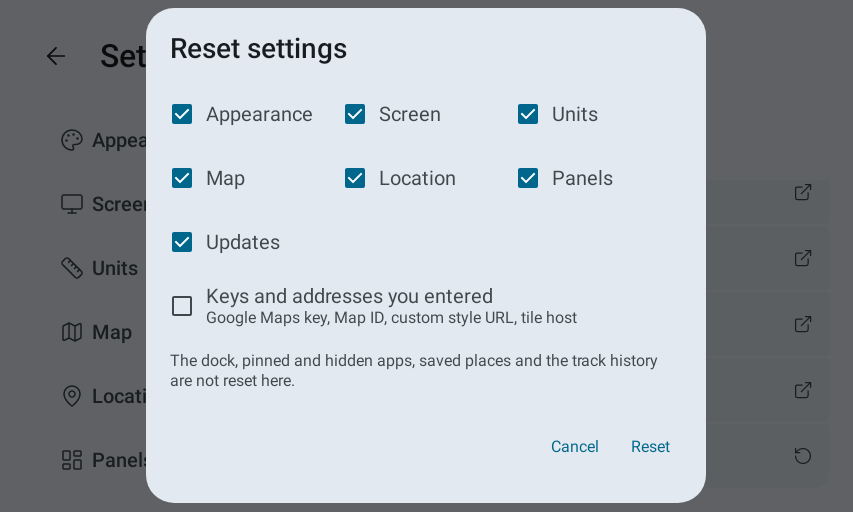 Set
Reset settings
Appearance
Screen
Units
Map
Location
Panels
Updates
Keys and addresses you entered
Google Maps key, Map ID, custom style URL, tile host
The dock, pinned and hidden apps, saved places and the track history
are not reset here.
Cancel
Reset
Appea
Screen
Units
Map
Locati
Panels